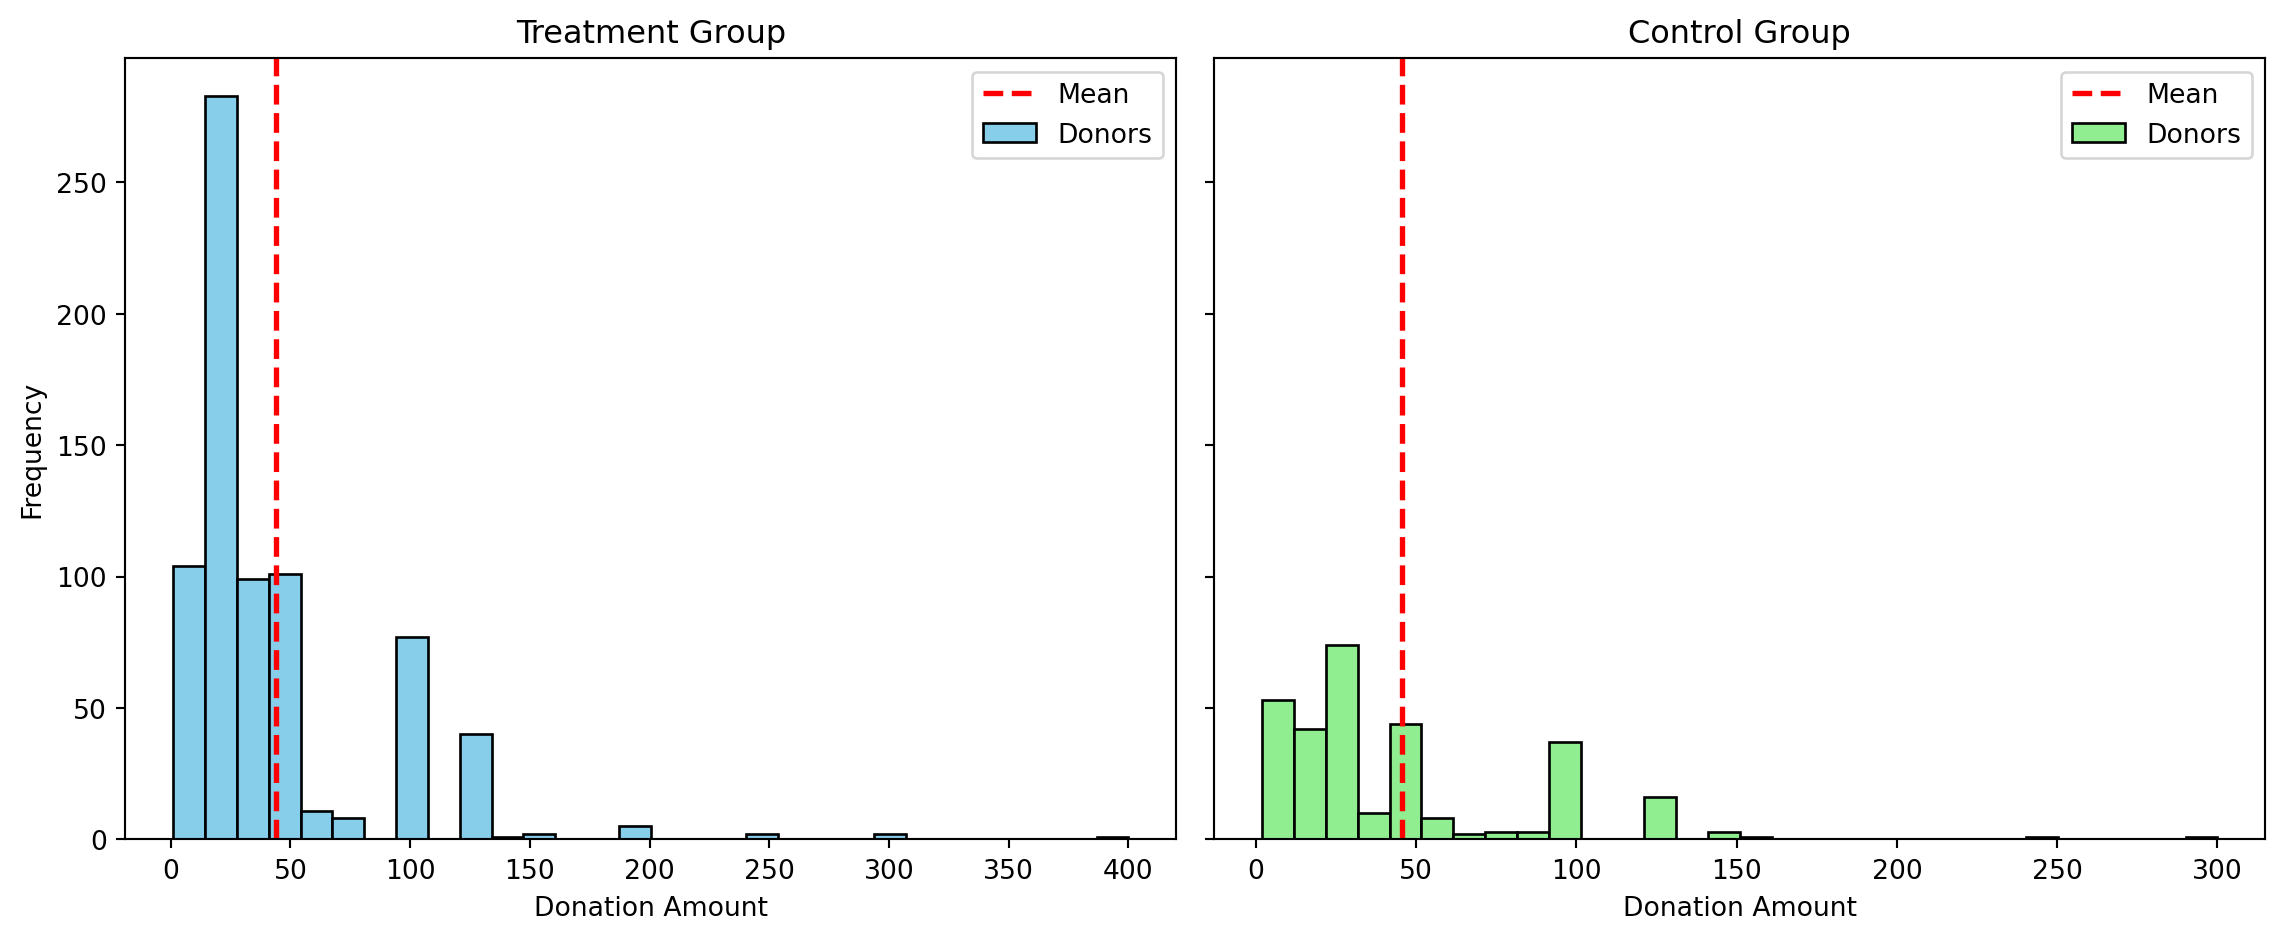 Treatment Group
Control Group
Mean
Donors
Mean
Donors
Frequency
250
200
150
100
50
0
0 50 100 150 200 250 300 350 400
0 50 100 150 200 250 300
Donation Amount
Donation Amount